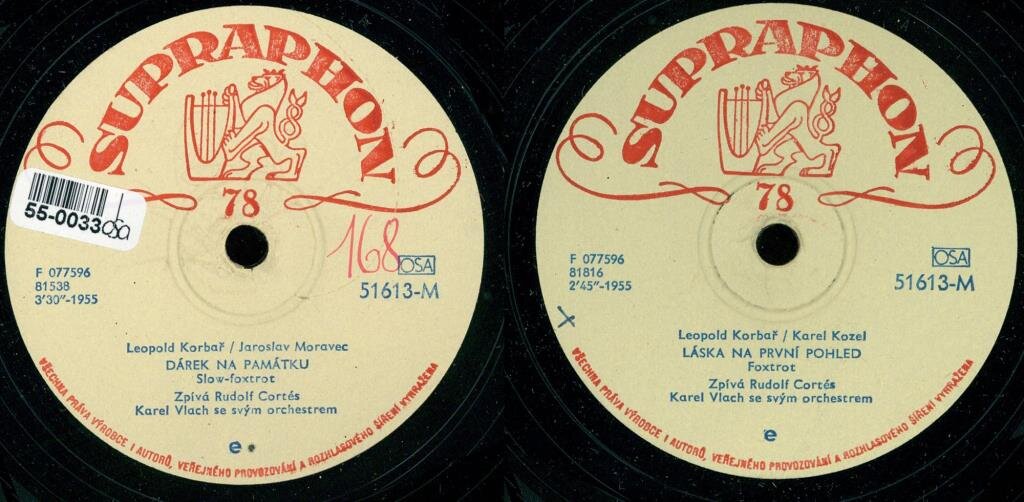 SUPRAPHON
78
55-0033 osa
168
OSA
F 077596
81538
3'30"-1955
51613-M
Leopold Korbař / Jaroslav Moravec
DÁREK NA PAMÁTKU
Slow-foxtrot
Zpívá Rudolf Cortés
Karel Vlach se svým orchestrem
e
VŠECHNA PRÁVA VÝROBCE I AUTORŮ, VEŘEJNÉHO PROVOZOVÁNÍ A ROZHLASOVÉHO ŠÍŘENÍ VYHRAŽENA
SUPRAPHON
78
OSA
F 077596
81816
2'45"-1955
51613-M
X
Leopold Korbař / Karel Kozel
LÁSKA NA PRVNÍ POHLED
Foxtrot
Zpívá Rudolf Cortés
Karel Vlach se svým orchestrem
e
VŠECHNA PRÁVA VÝROBCE I AUTORŮ, VEŘEJNÉHO PROVOZOVÁNÍ A ROZHLASOVÉHO ŠÍŘENÍ VYHRAŽENA